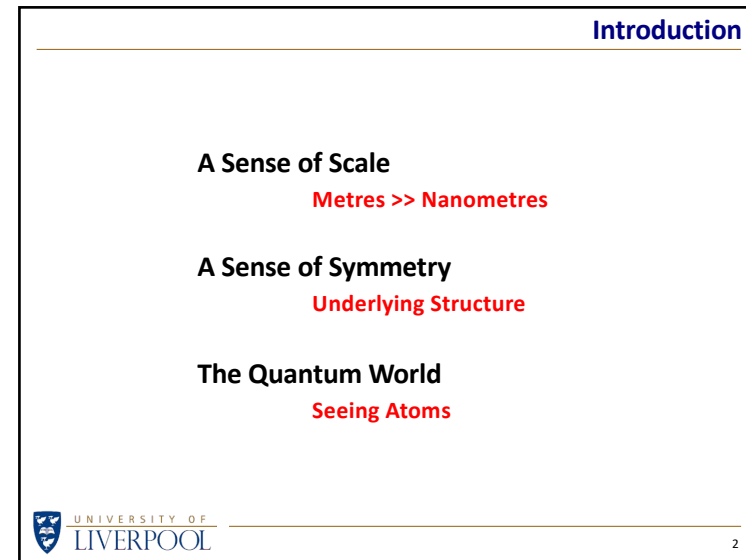 Introduction
A Sense of Scale
Metres >> Nanometres
A Sense of Symmetry
Underlying Structure
The Quantum World
Seeing Atoms
UNIVERSITY OF
LIVERPOOL
2